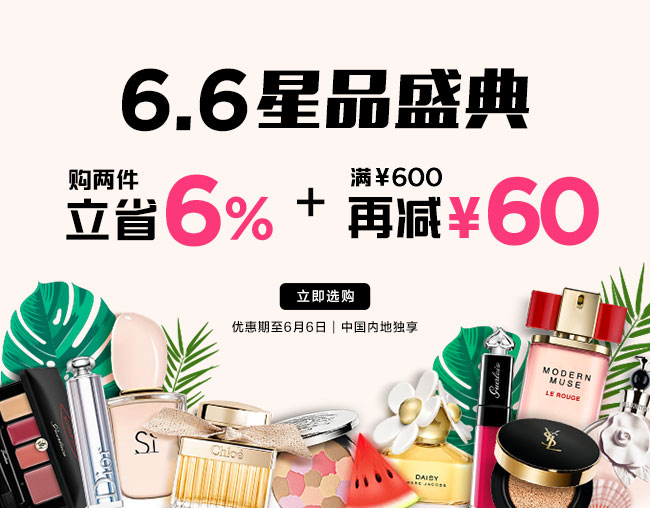 6.6星品盛典
购两件
立省6%
+
满¥600
再减¥60
立即选购
优惠期至6月6日｜中国内地独享
MODERN
MUSE
LE ROUGE
Guerlain
Dior
Sì
Chloé
DAISY
MARC JACOBS
YSL